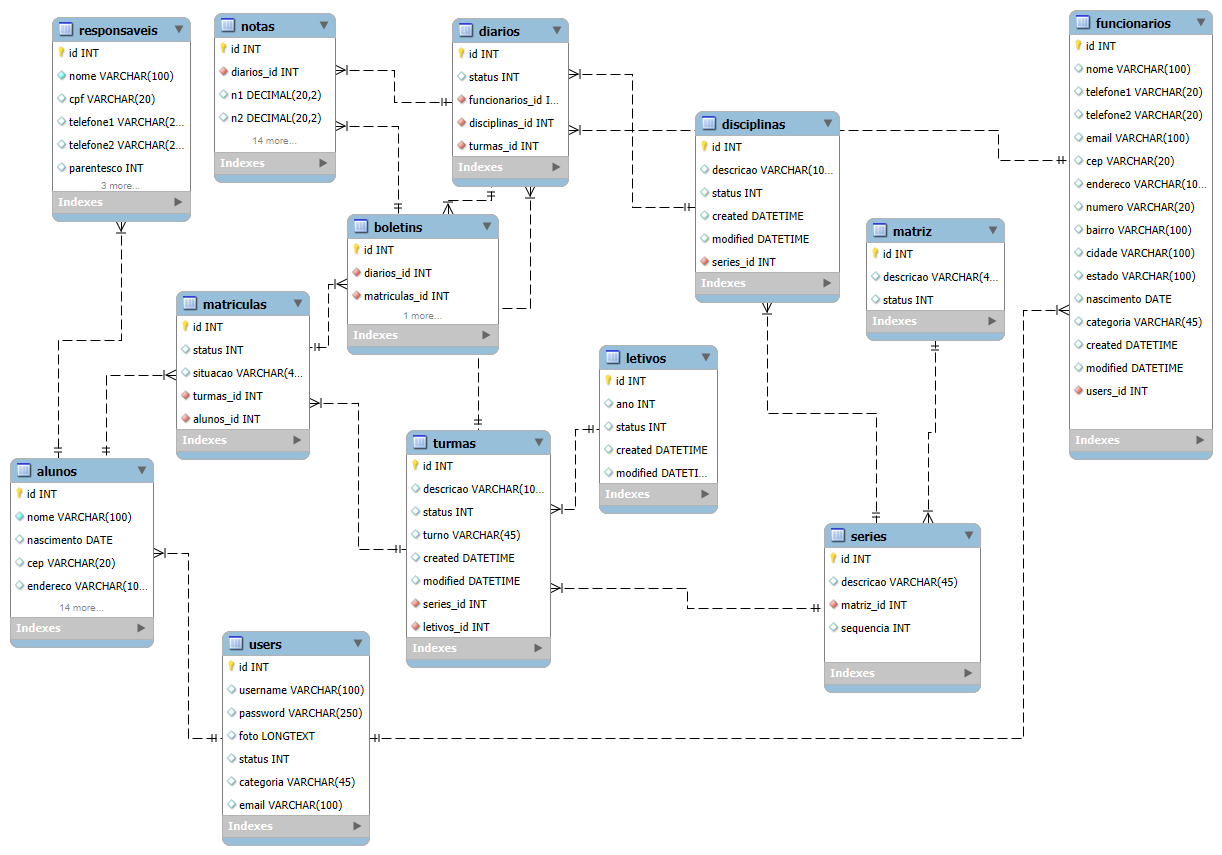 responsaveis
id INT
nome VARCHAR(100)
cpf VARCHAR(20)
telefone1 VARCHAR(2...
telefone2 VARCHAR(2...
parentesco INT
3 more...
Indexes
notas
id INT
diarios_id INT
n1 DECIMAL(20,2)
n2 DECIMAL(20,2)
14 more...
Indexes
diarios
id INT
status INT
funcionarios_id I...
disciplinas_id INT
turmas_id INT
Indexes
disciplinas
id INT
descricao VARCHAR(10...
status INT
created DATETIME
modified DATETIME
series_id INT
Indexes
funcionarios
id INT
nome VARCHAR(100)
telefone1 VARCHAR(20)
telefone2 VARCHAR(20)
email VARCHAR(100)
cep VARCHAR(20)
endereco VARCHAR(10...
numero VARCHAR(20)
bairro VARCHAR(100)
cidade VARCHAR(100)
estado VARCHAR(100)
nascimento DATE
categoria VARCHAR(45)
created DATETIME
modified DATETIME
users_id INT
Indexes
boletins
id INT
diarios_id INT
matriculas_id INT
1 more...
Indexes
matriz
id INT
descricao VARCHAR(4...
status INT
Indexes
matriculas
id INT
status INT
situacao VARCHAR(4...
turmas_id INT
alunos_id INT
Indexes
letivos
id INT
ano INT
status INT
created DATETIME
modified DATETI...
Indexes
alunos
id INT
nome VARCHAR(100)
nascimento DATE
cep VARCHAR(20)
endereco VARCHAR(10...
14 more...
Indexes
turmas
id INT
descricao VARCHAR(10...
status INT
turno VARCHAR(45)
created DATETIME
modified DATETIME
series_id INT
letivos_id INT
Indexes
series
id INT
descricao VARCHAR(45)
matriz_id INT
sequencia INT
Indexes
users
id INT
username VARCHAR(100)
password VARCHAR(250)
foto LONGTEXT
status INT
categoria VARCHAR(45)
email VARCHAR(100)
Indexes